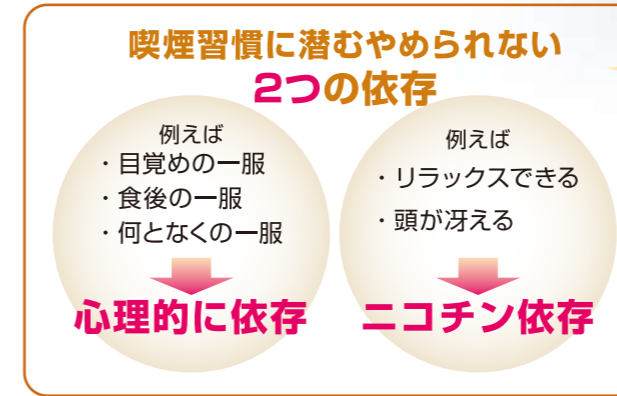 喫煙習慣に潜むやめられない
2つの依存
例えば
・目覚めの一服
・食後の一服
・何となくの一服
心理的に依存
例えば
・リラックスできる
・頭が冴える
ニコチン依存